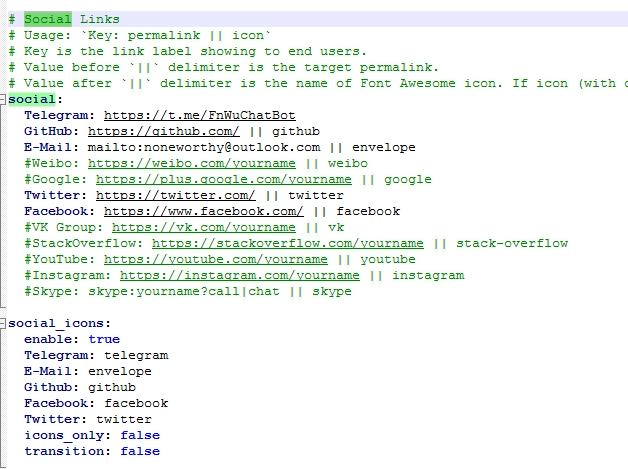 # Social Links
# Usage: `Key: permalink || icon`
# Key is the link label showing to end users.
# Value before `||` delimiter is the target permalink.
# Value after `||` delimiter is the name of Font Awesome icon. If icon (with
social:
Telegram: https://t.me/FnWuChatBot
GitHub: https://github.com/ || github
E-Mail: mailto:noneworthy@outlook.com || envelope
#Weibo: https://weibo.com/yourname || weibo
#Google: https://plus.google.com/yourname || google
Twitter: https://twitter.com/ || twitter
Facebook: https://www.facebook.com/ || facebook
#VK Group: https://vk.com/yourname || vk
#StackOverflow: https://stackoverflow.com/yourname || stack-overflow
#YouTube: https://youtube.com/yourname || youtube
#Instagram: https://instagram.com/yourname || instagram
#Skype: skype:yourname?call|chat || skype
social_icons:
enable: true
Telegram: telegram
E-Mail: envelope
Github: github
Facebook: facebook
Twitter: twitter
icons_only: false
transition: false